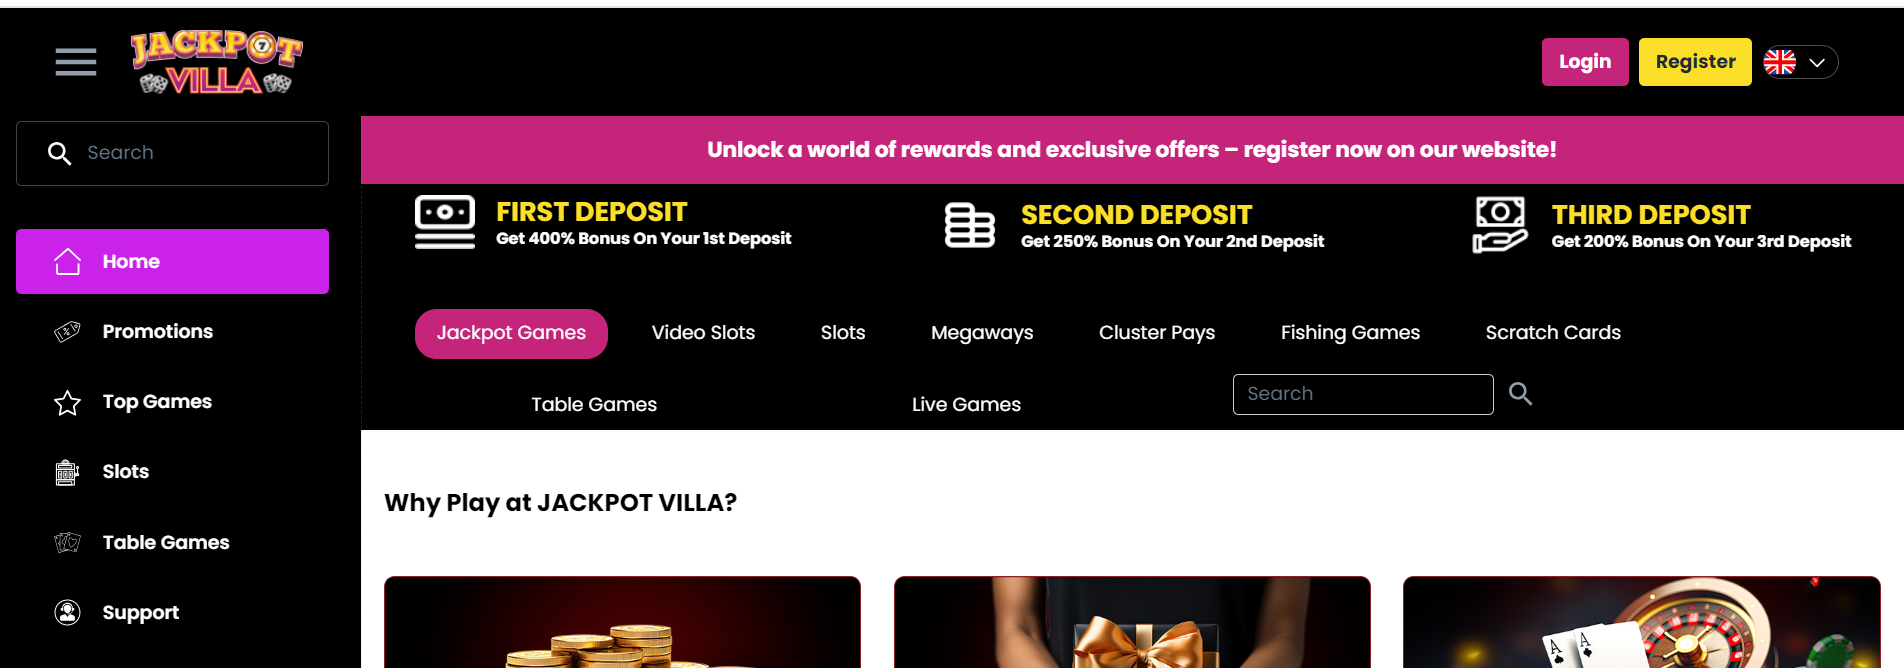 JACKPOT
7
VILLA
Login
Register
Search
Unlock a world of rewards and exclusive offers – register now on our website!
FIRST DEPOSIT
Get 400% Bonus On Your 1st Deposit
SECOND DEPOSIT
Get 250% Bonus On Your 2nd Deposit
THIRD DEPOSIT
Get 200% Bonus On Your 3rd Deposit
Home
Promotions
Top Games
Slots
Table Games
Support
Jackpot Games
Video Slots
Slots
Megaways
Cluster Pays
Fishing Games
Scratch Cards
Table Games
Live Games
Search
Why Play at JACKPOT VILLA?
A
A